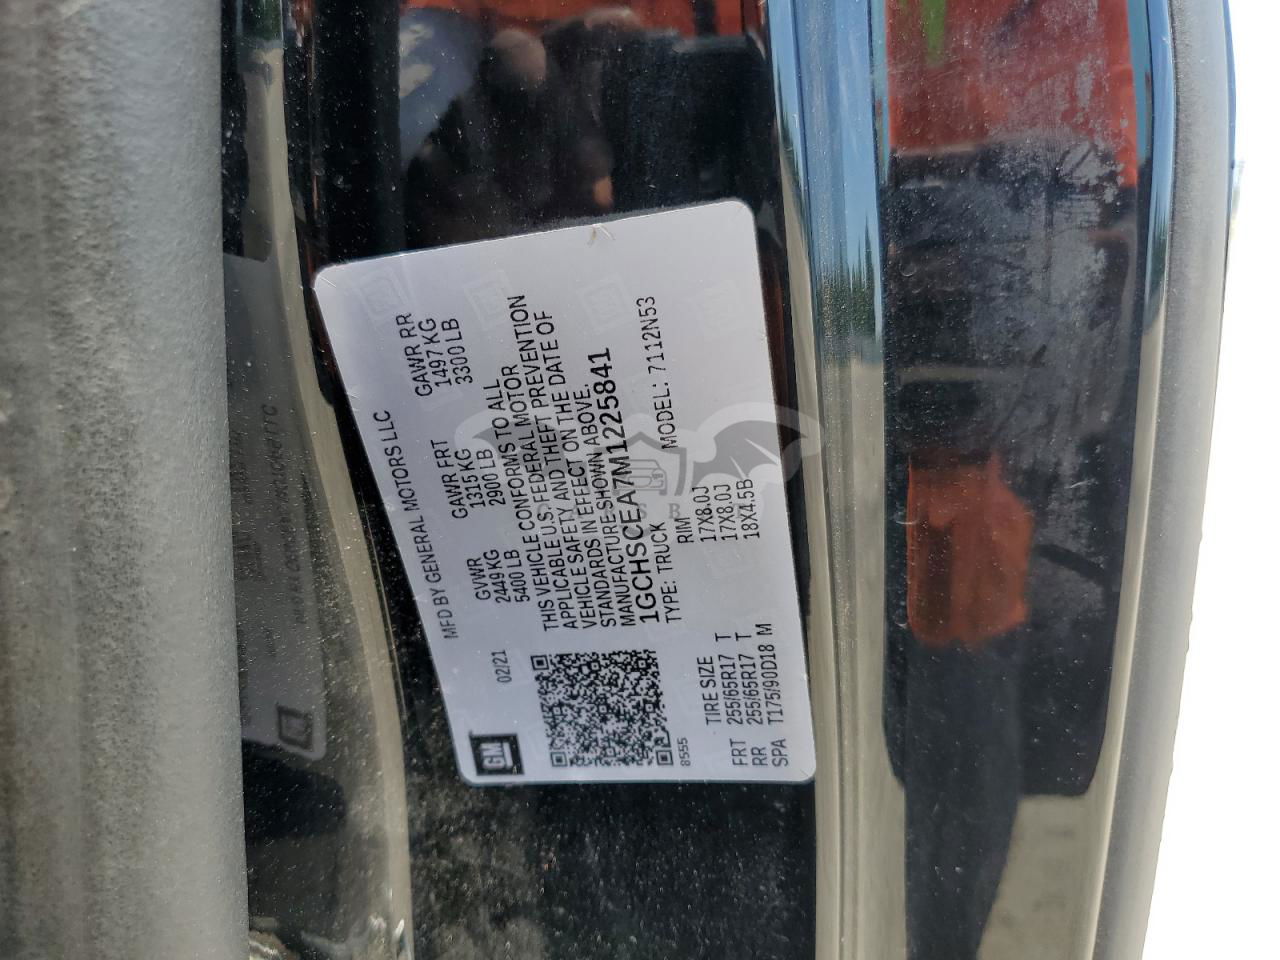 MFD BY GENERAL MOTORS LLC
02/21
GVWR GAWR FRT GAWR RR
2449 KG 1315 KG 1497 KG
5400 LB 2900 LB 3300 LB
THIS VEHICLE CONFORMS TO ALL
APPLICABLE U.S. FEDERAL MOTOR
VEHICLE SAFETY AND THEFT PREVENTION
STANDARDS IN EFFECT ON THE DATE OF
MANUFACTURE SHOWN ABOVE.
1GCHSCEA7M1225841
TYPE: TRUCK MODEL: 7112N53
GM
8555
TIRE SIZE RIM
FRT 255/65R17 T 17X8.0J
RR 255/65R17 T 17X8.0J
SPA T175/90D18 M 18X4.5B